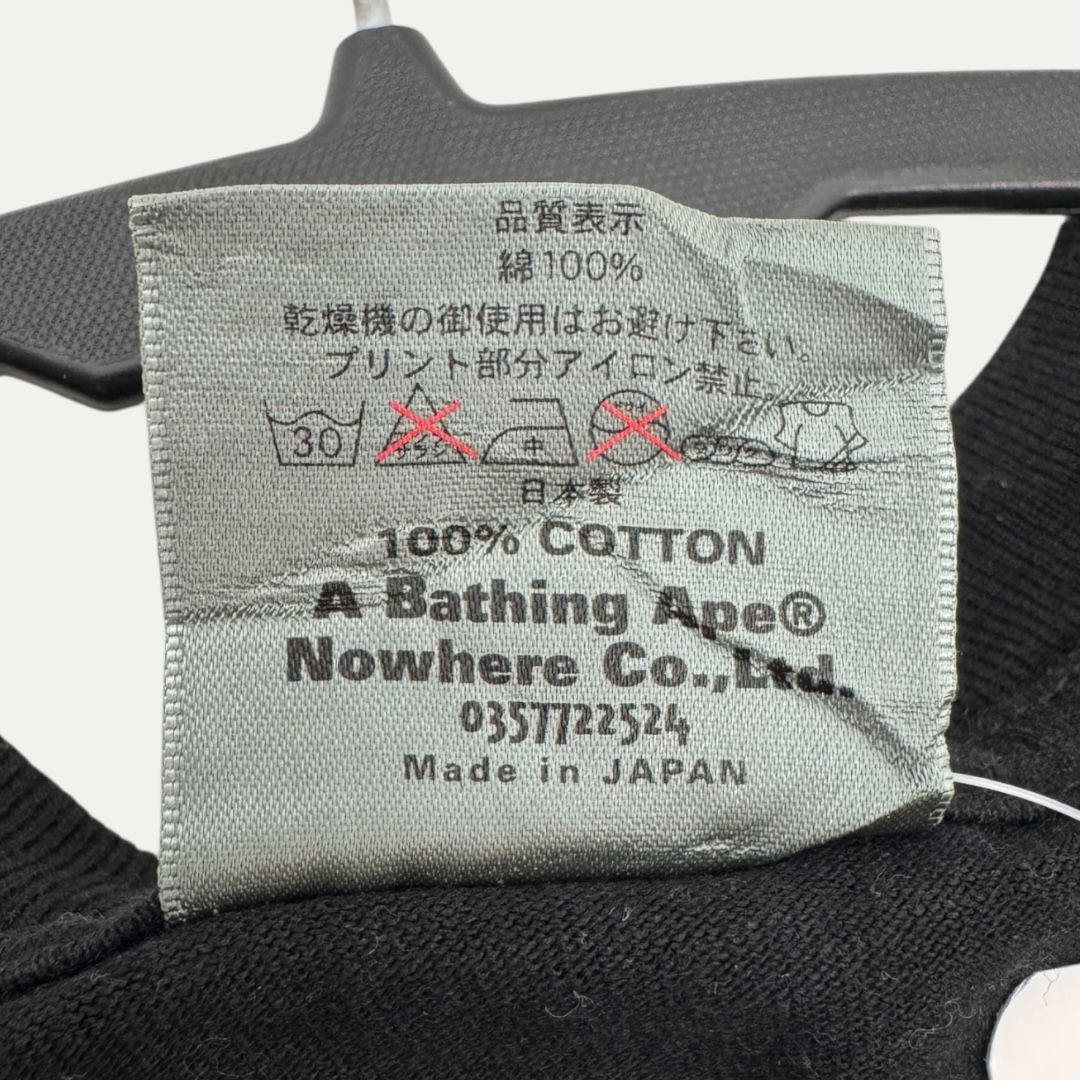 品質表示
綿100%
乾燥機の御使用はお避け下さい。
プリント部分アイロン禁止
30 中
日本製
100% COTTON
A Bathing Ape®
Nowhere Co.,Ltd.
0357722524
Made in JAPAN